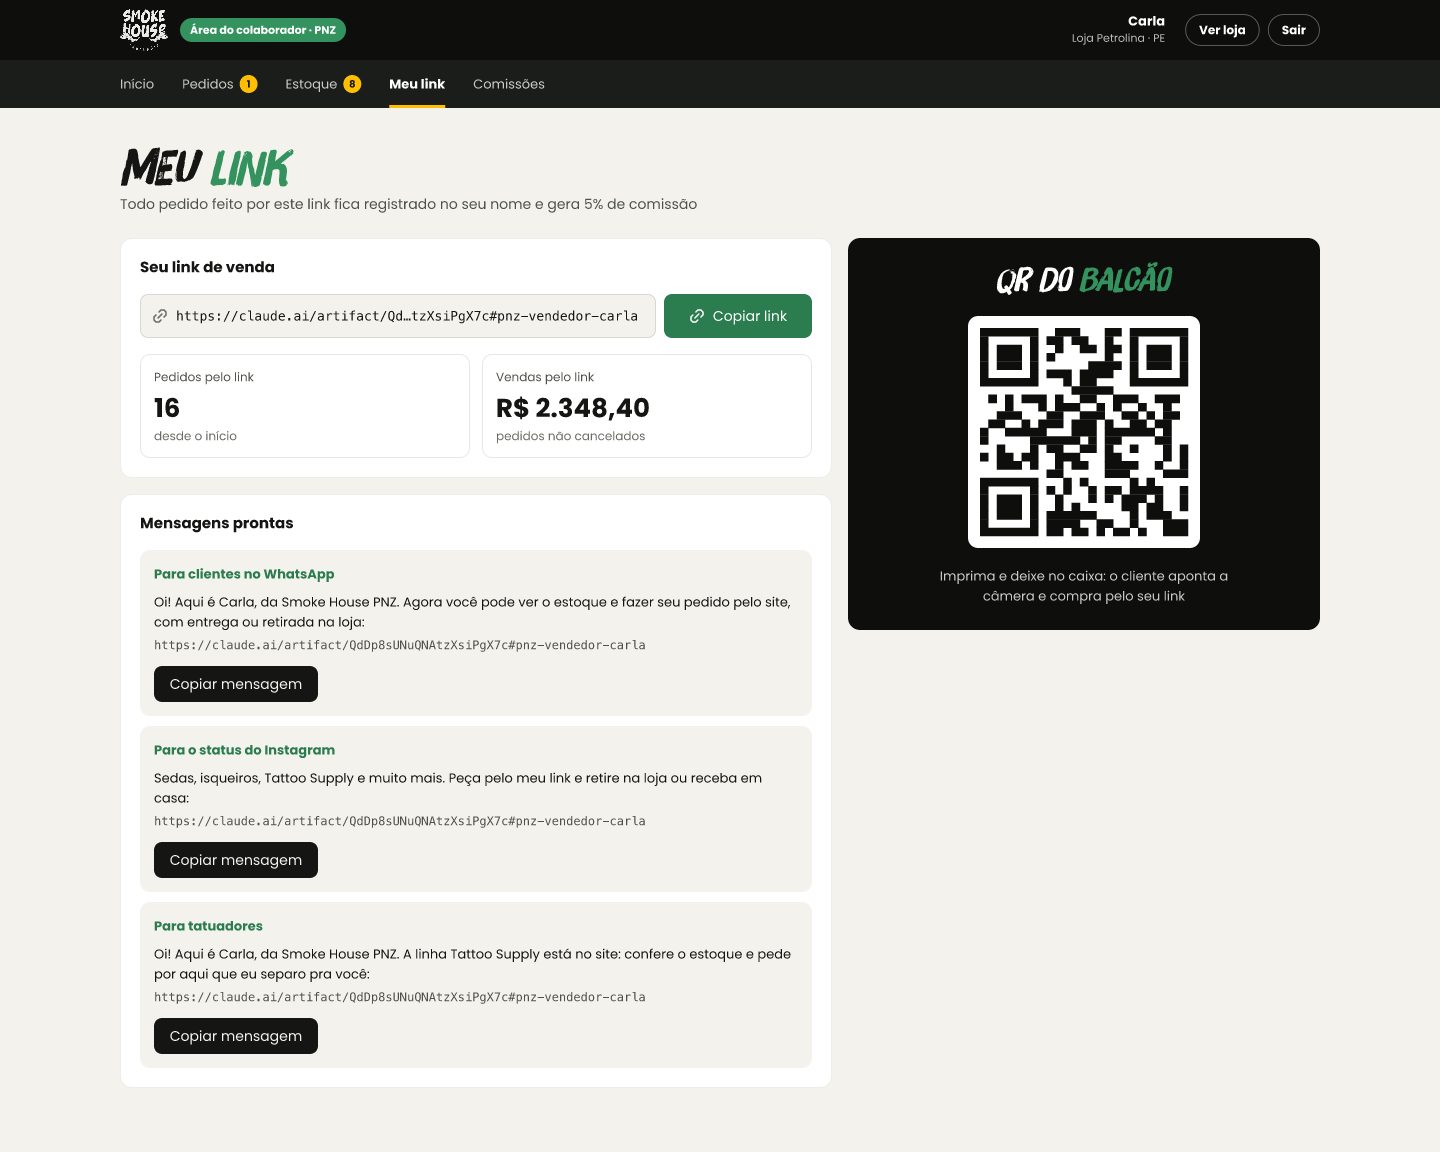 SMOKE HOUSE
Área do colaborador · PNZ
Carla
Loja Petrolina · PE
Ver loja
Sair
Início
Pedidos 1
Estoque 8
Meu link
Comissões
MEU LINK
Todo pedido feito por este link fica registrado no seu nome e gera 5% de comissão
Seu link de venda
https://claude.ai/artifact/Qd…tzXsiPgX7c#pnz-vendedor-carla
Copiar link
Pedidos pelo link
16
desde o início
Vendas pelo link
R$ 2.348,40
pedidos não cancelados
Mensagens prontas
Para clientes no WhatsApp
Oi! Aqui é Carla, da Smoke House PNZ. Agora você pode ver o estoque e fazer seu pedido pelo site,
com entrega ou retirada na loja:
https://claude.ai/artifact/QdDp8sUNuQNAtzXsiPgX7c#pnz-vendedor-carla
Copiar mensagem
Para o status do Instagram
Sedas, isqueiros, Tattoo Supply e muito mais. Peça pelo meu link e retire na loja ou receba em
casa:
https://claude.ai/artifact/QdDp8sUNuQNAtzXsiPgX7c#pnz-vendedor-carla
Copiar mensagem
Para tatuadores
Oi! Aqui é Carla, da Smoke House PNZ. A linha Tattoo Supply está no site: confere o estoque e pede
por aqui que eu separo pra você:
https://claude.ai/artifact/QdDp8sUNuQNAtzXsiPgX7c#pnz-vendedor-carla
Copiar mensagem
QR DO BALCÃO
Imprima e deixe no caixa: o cliente aponta a
câmera e compra pelo seu link